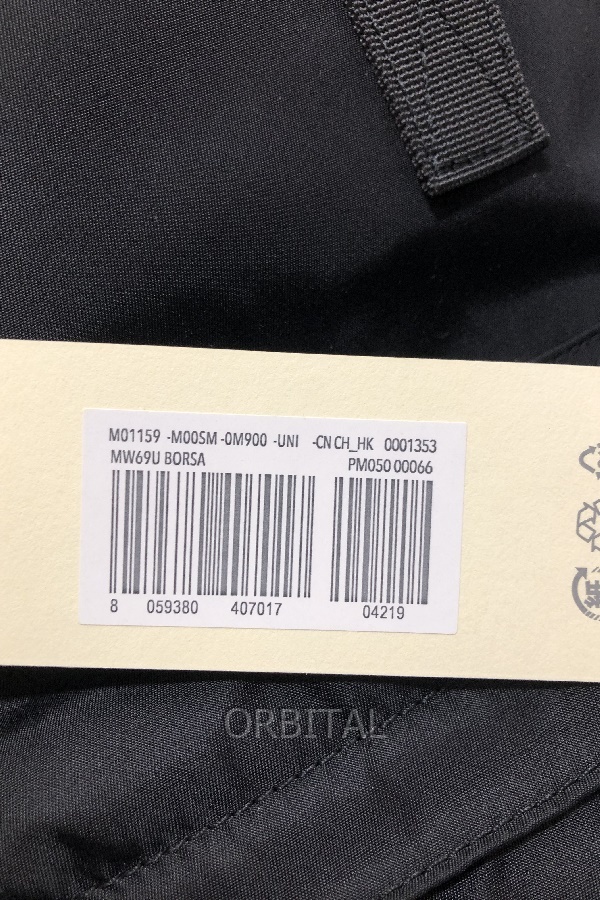 M01159 -M00SM -0M900 -UNI -CN CH_HK 0001353
MW69U BORSA PM050 00066
8 059380 407017 04219
ORBITAL